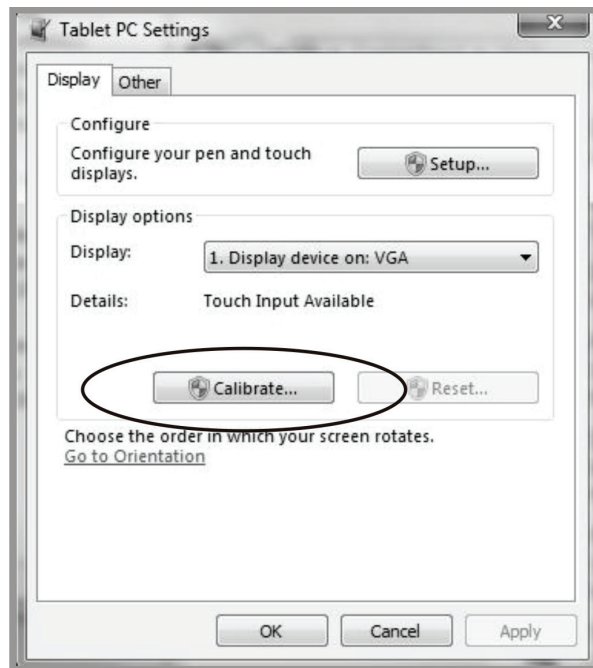 Tablet PC Settings
x
Display Other
Configure
Configure your pen and touch
displays.
Setup...
Display options
Display: 1. Display device on: VGA
Details: Touch Input Available
Calibrate... Reset...
Choose the order in which your screen rotates.
Go to Orientation
OK Cancel Apply